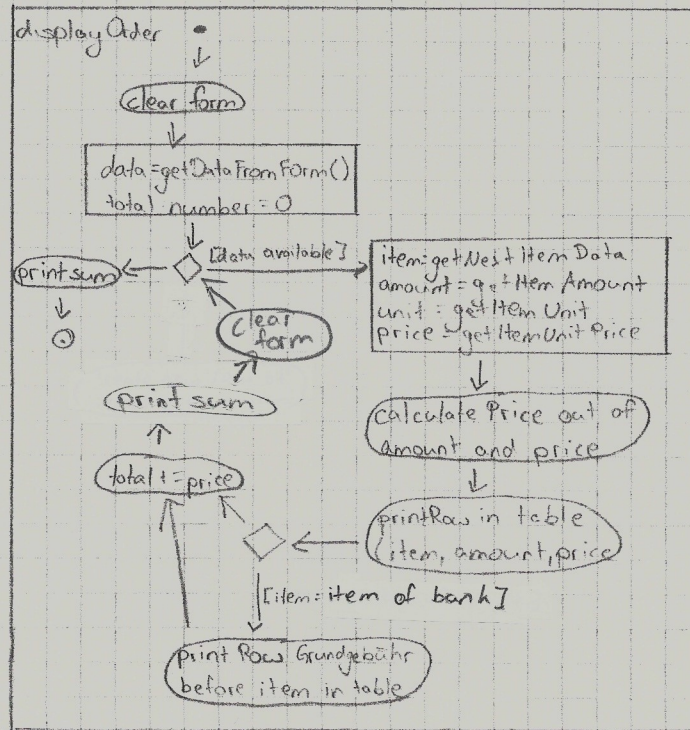 displayOrder
clear form
data=getDataFromForm()
total number = 0
[data available]
print sum
item=getNextItemData
amount = getItemAmount
unit = getItemUnit
price = getItemUnitPrice
clear
form
print sum
calculate Price out of
amount and price
total += price
printRow in table
(item, amount, price
[item = item of bank]
print Row Grundgebühr
before item in table